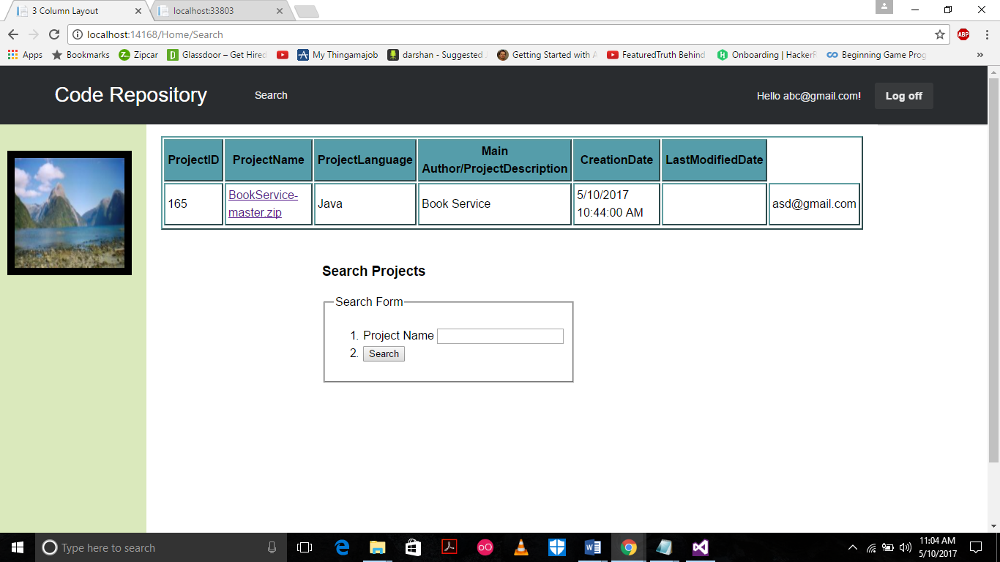 3 Column Layout
localhost:33803
localhost:14168/Home/Search
ABP
Apps
Bookmarks
Zipcar
Glassdoor – Get Hired
My Thingamajob
darshan - Suggested
Getting Started with A
FeaturedTruth Behind
Onboarding | HackerR
Beginning Game Prog
»
Code Repository
Search
Hello abc@gmail.com!
Log off
ProjectID
ProjectName
ProjectLanguage
Main
Author/ProjectDescription
CreationDate
LastModifiedDate
165
BookService-
master.zip
Java
Book Service
5/10/2017
10:44:00 AM
asd@gmail.com
Search Projects
Search Form
1. Project Name
2. Search
Type here to search
11:04 AM
5/10/2017